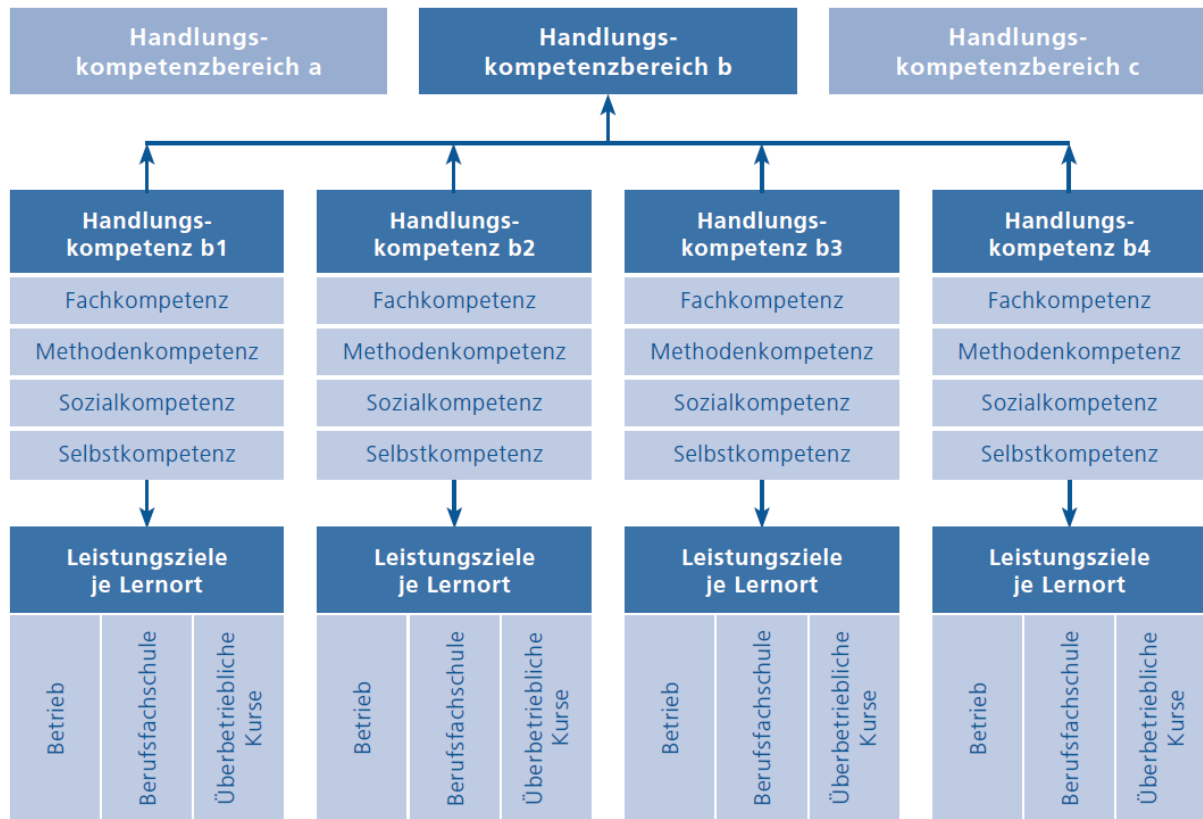 Handlungs-
kompetenzbereich a
Handlungs-
kompetenzbereich b
Handlungs-
kompetenzbereich c
Handlungs-
kompetenz b1
Handlungs-
kompetenz b2
Handlungs-
kompetenz b3
Handlungs-
kompetenz b4
Fachkompetenz
Fachkompetenz
Fachkompetenz
Fachkompetenz
Methodenkompetenz
Methodenkompetenz
Methodenkompetenz
Methodenkompetenz
Sozialkompetenz
Sozialkompetenz
Sozialkompetenz
Sozialkompetenz
Selbstkompetenz
Selbstkompetenz
Selbstkompetenz
Selbstkompetenz
Leistungsziele
je Lernort
Leistungsziele
je Lernort
Leistungsziele
je Lernort
Leistungsziele
je Lernort
Betrieb
Berufsfachschule
Überbetriebliche
Kurse
Betrieb
Berufsfachschule
Überbetriebliche
Kurse
Betrieb
Berufsfachschule
Überbetriebliche
Kurse
Betrieb
Berufsfachschule
Überbetriebliche
Kurse